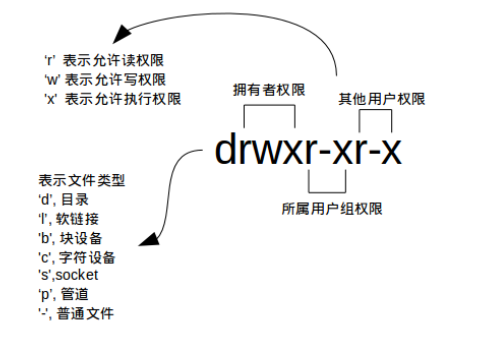 ‘r’ 表示允许读权限
‘w’ 表示允许写权限
'x' 表示允许执行权限
拥有者权限
其他用户权限
drwxr-xr-x
所属用户组权限
表示文件类型
‘d’, 目录
‘l’, 软链接
'b', 块设备
'c', 字符设备
's',socket
‘p’, 管道
'-', 普通文件